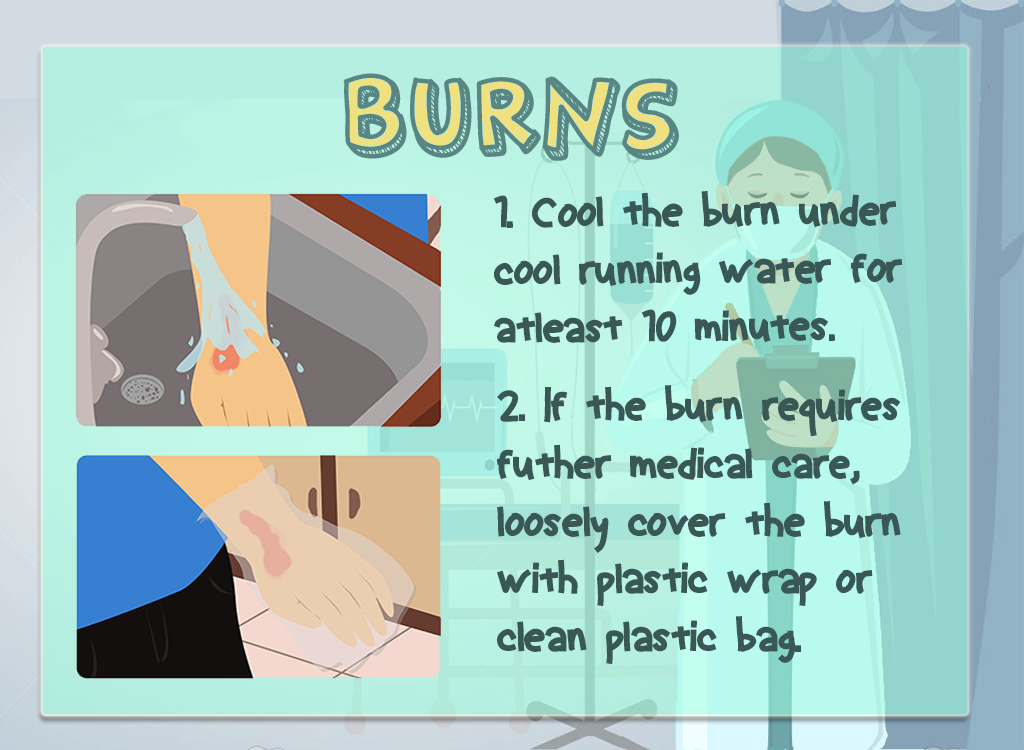 BURNS
1. Cool the burn under
cool running water for
atleast 10 minutes.
2. If the burn requires
futher medical care,
loosely cover the burn
with plastic wrap or
clean plastic bag.